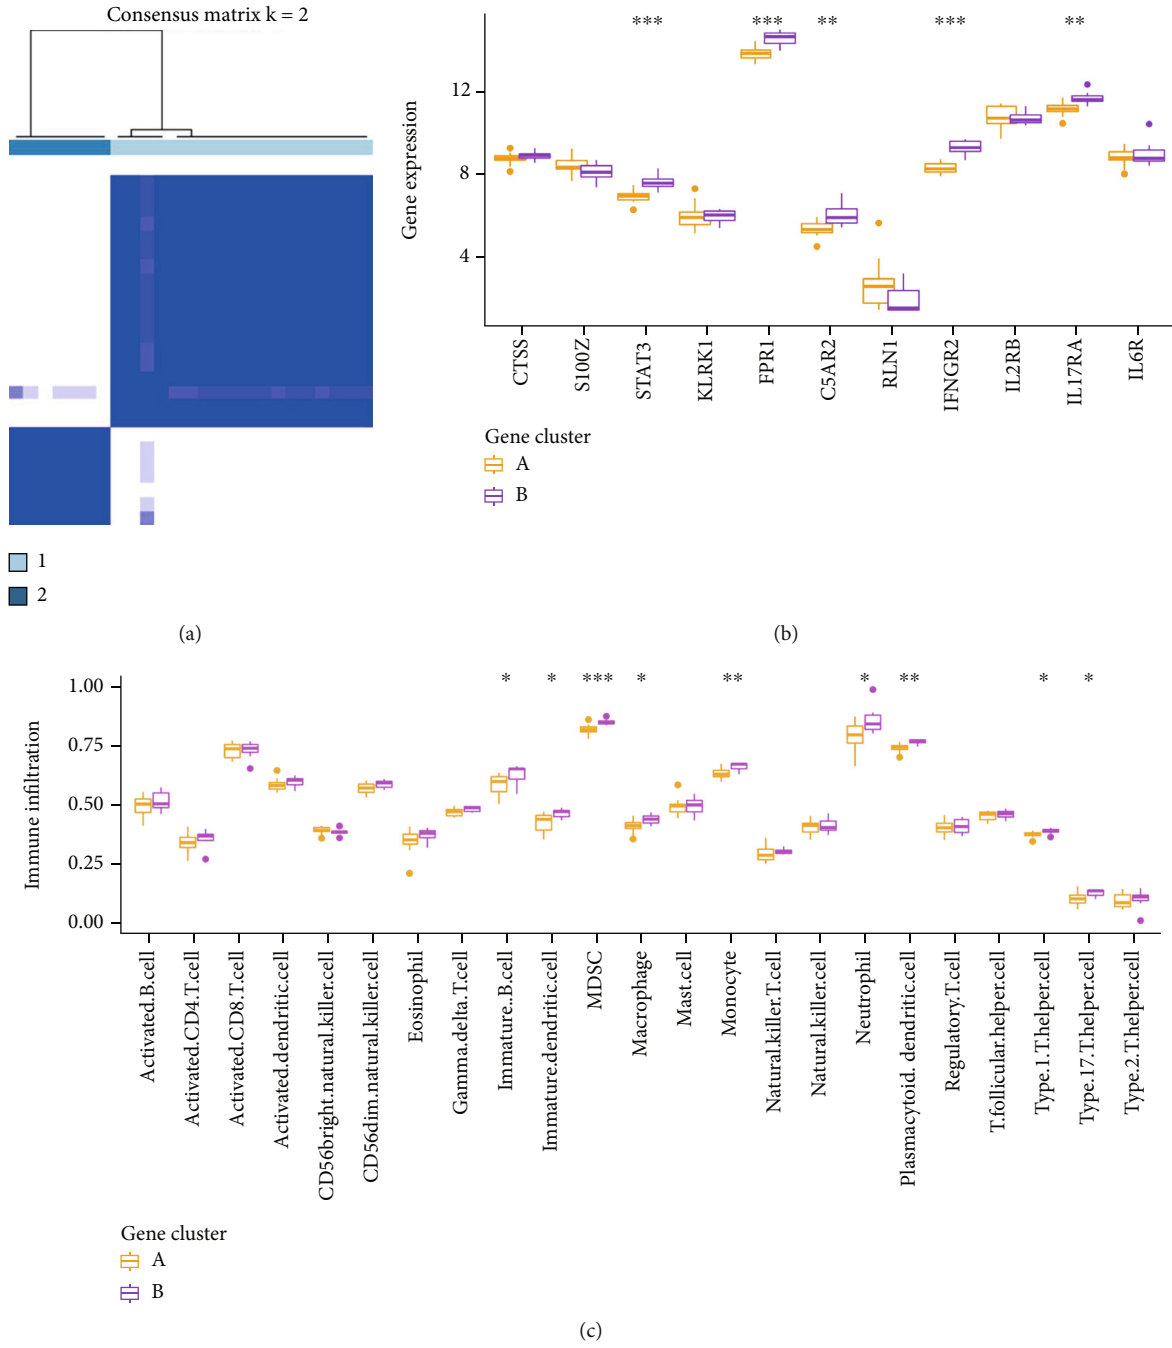 Consensus matrix k = 2
1
2
(a)
*** *** ** *** **
Gene expression
12
8
4
CTSS
S100Z
STAT3
KLRK1
FPR1
C5AR2
RLN1
IFNGR2
IL2RB
IL17RA
IL6R
Gene cluster
A
B
(b)
* * *** * ** * ** * *
Immune infiltration
1.00
0.75
0.50
0.25
0.00
Activated.B.cell
Activated.CD4.T.cell
Activated.CD8.T.cell
Activated.dendritic.cell
CD56bright.natural.killer.cell
CD56dim.natural.killer.cell
Eosinophil
Gamma.delta.T.cell
Immature..B.cell
Immature.dendritic.cell
MDSC
Macrophage
Mast.cell
Monocyte
Natural.killer.T.cell
Natural.killer.cell
Neutrophil
Plasmacytoid. dendritic.cell
Regulatory.T.cell
T.follicular.helper.cell
Type.1.T.helper.cell
Type.17.T.helper.cell
Type.2.T.helper.cell
Gene cluster
A
B
(c)